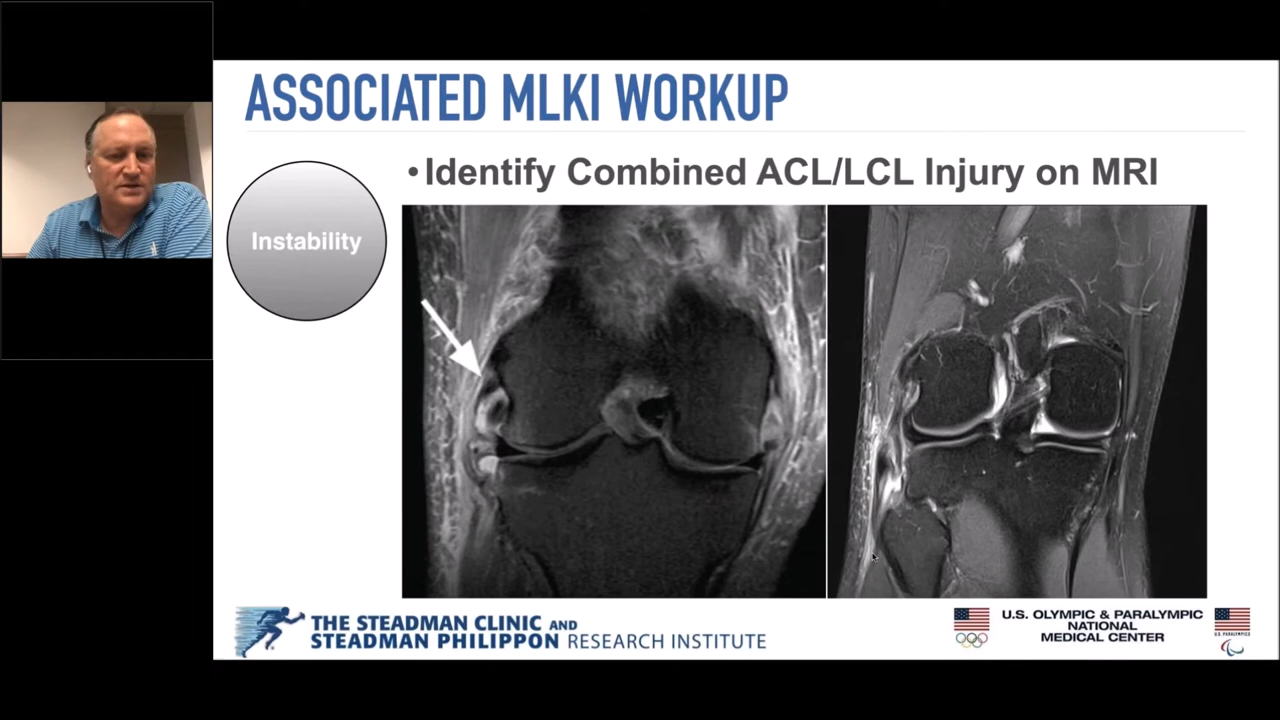 ASSOCIATED MLKI WORKUP
•Identify Combined ACL/LCL Injury on MRI
Instability
THE STEADMAN CLINIC AND
STEADMAN PHILIPPON RESEARCH INSTITUTE
U.S. OLYMPIC & PARALYMPIC
NATIONAL
MEDICAL CENTER
U.S. PARALYMPICS